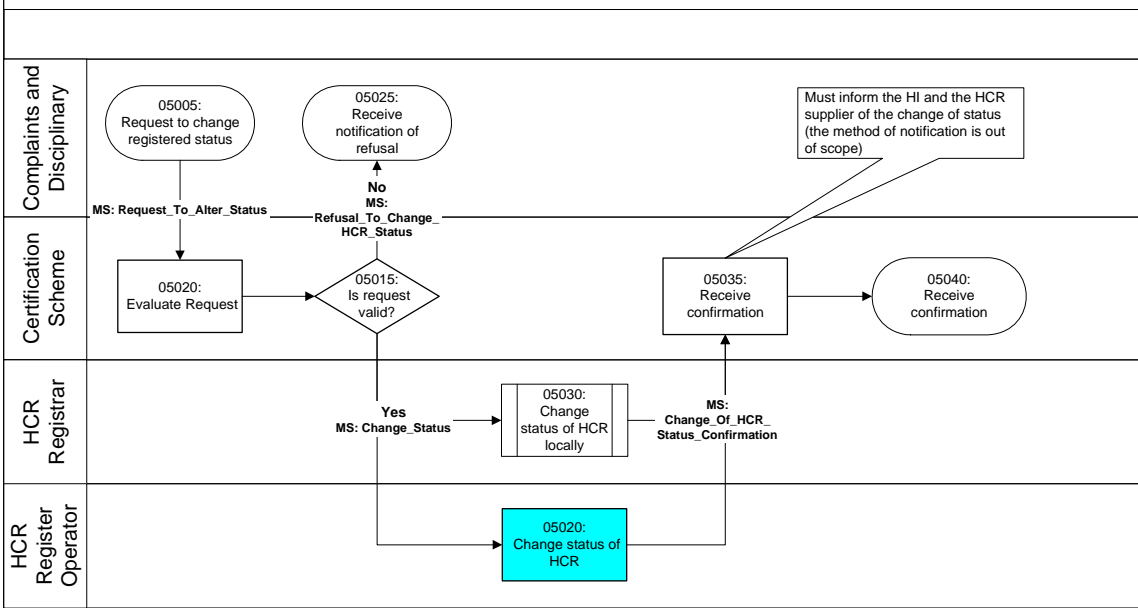 Complaints and
Disciplinary
05005:
Request to change
registered status
05025:
Receive
notification of
refusal
Must inform the HI and the HCR
supplier of the change of status
(the method of notification is out
of scope)
MS: Request_To_Alter_Status
No
MS:
Refusal_To_Change_
HCR_Status
Certification
Scheme
05020:
Evaluate Request
05015:
Is request
valid?
05035:
Receive
confirmation
05040:
Receive
confirmation
HCR
Registrar
Yes
MS: Change_Status
05030:
Change
status of HCR
locally
MS:
Change_Of_HCR_
Status_Confirmation
HCR
Register
Operator
05020:
Change status of
HCR